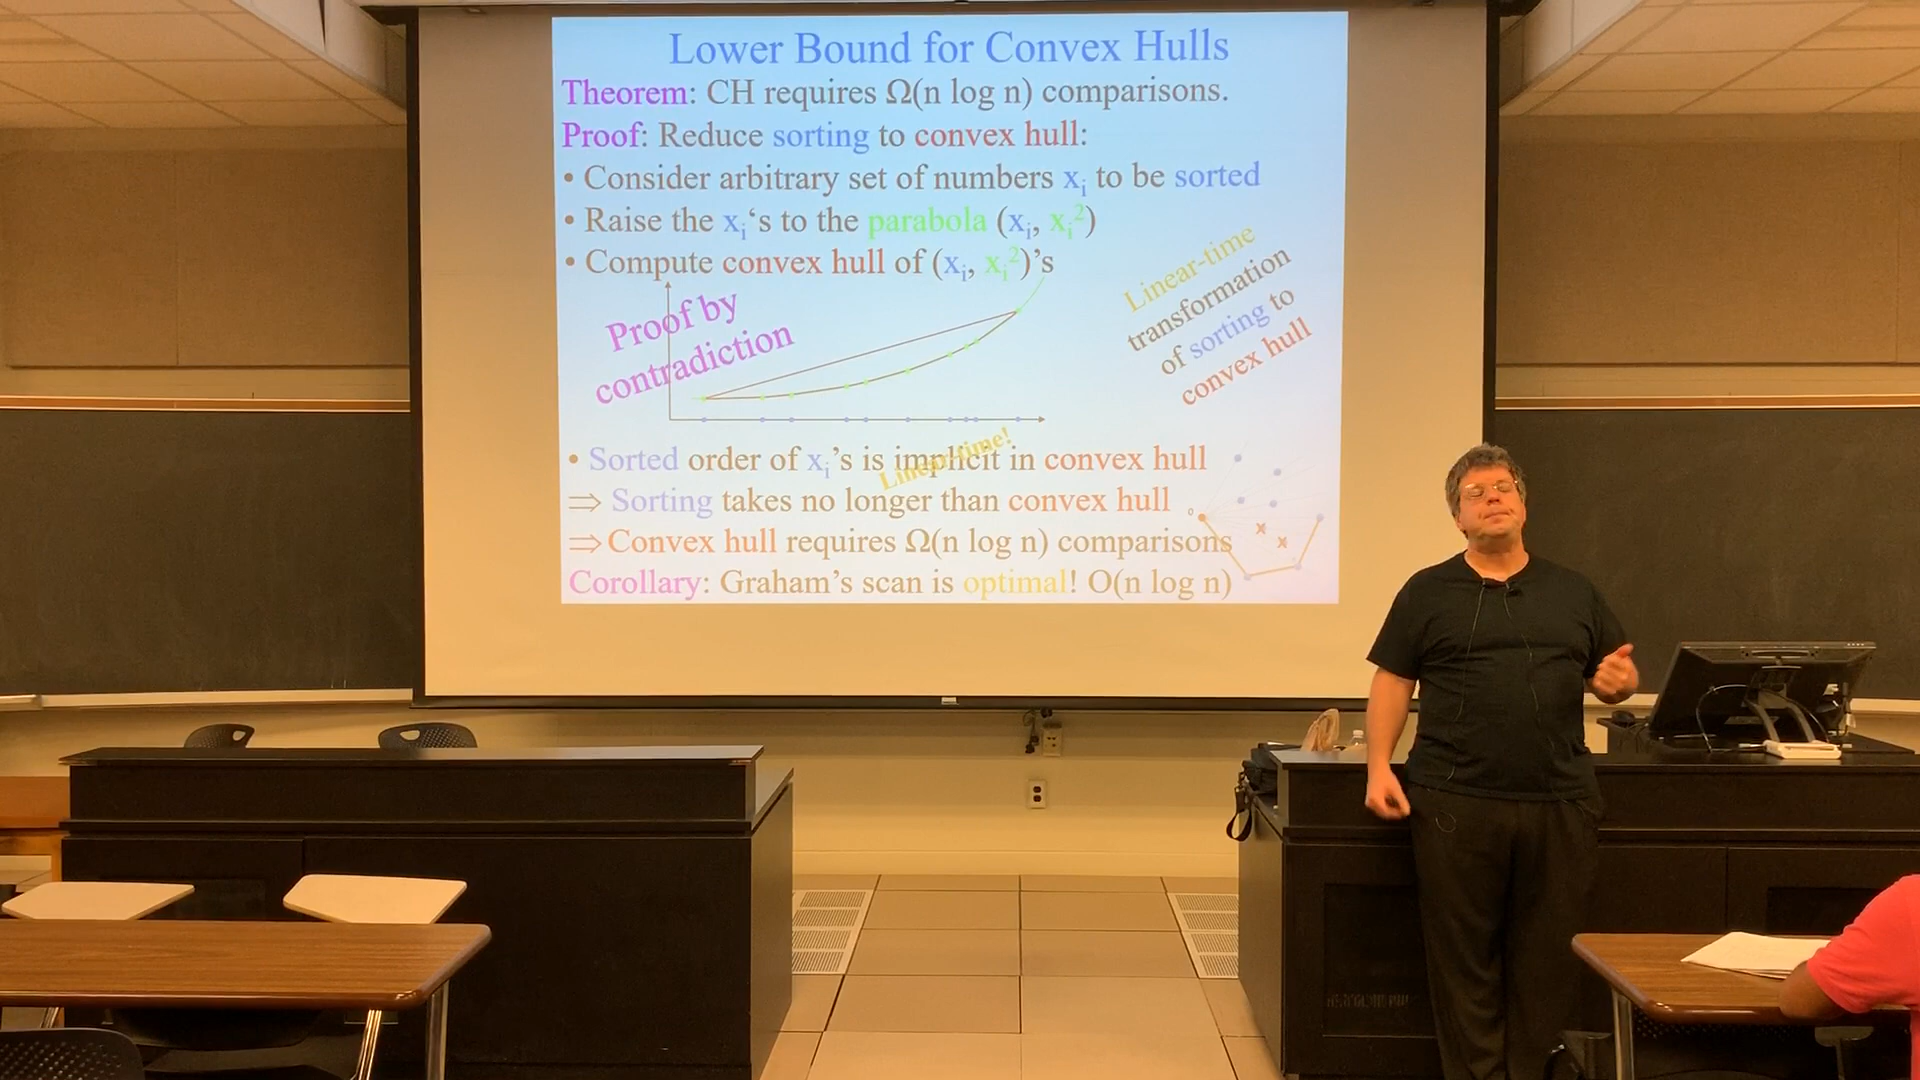 Lower Bound for Convex Hulls
Theorem: CH requires Ω(n log n) comparisons.
Proof: Reduce sorting to convex hull:
• Consider arbitrary set of numbers xᵢ to be sorted
• Raise the xᵢ‘s to the parabola (xᵢ, xᵢ²)
• Compute convex hull of (xᵢ, xᵢ²)’s
Proof by
contradiction
Linear-time
transformation
of sorting to
convex hull
Linear-time!
• Sorted order of xᵢ’s is implicit in convex hull
⇒ Sorting takes no longer than convex hull
⇒ Convex hull requires Ω(n log n) comparisons
Corollary: Graham’s scan is optimal! O(n log n)
0
x
x